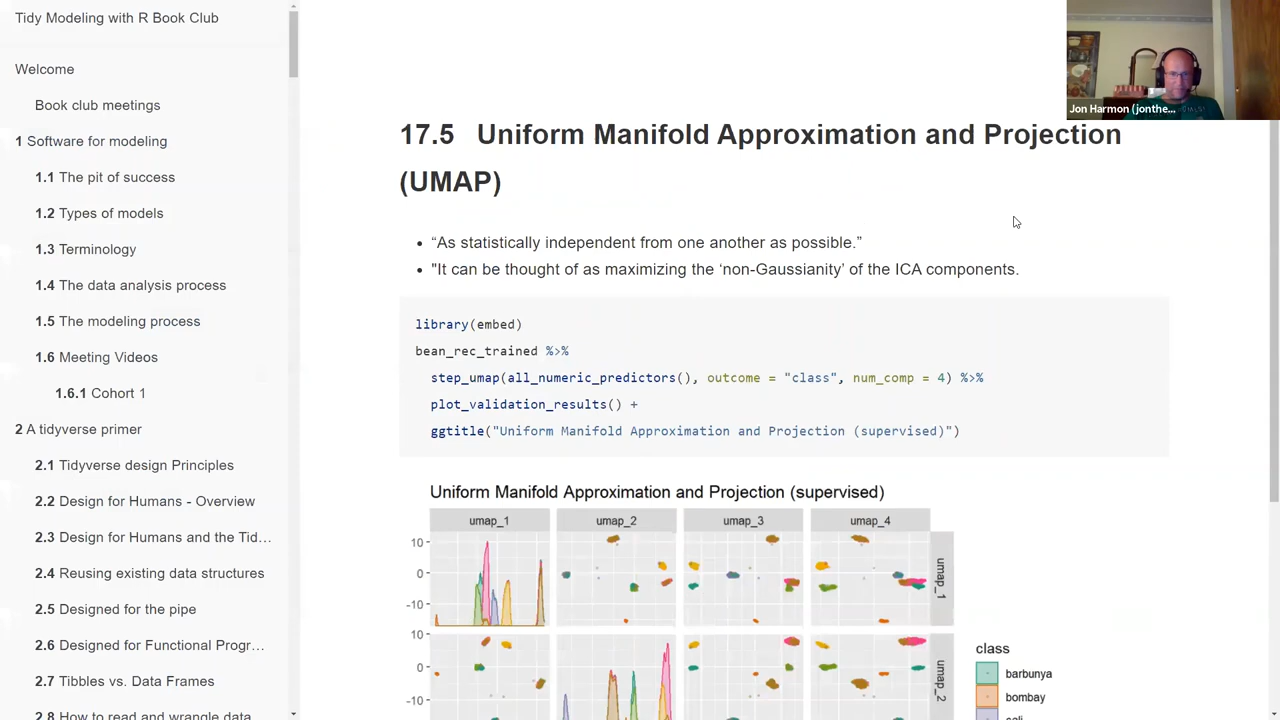 Tidy Modeling with R Book Club
Welcome
Book club meetings
1 Software for modeling
1.1 The pit of success
1.2 Types of models
1.3 Terminology
1.4 The data analysis process
1.5 The modeling process
1.6 Meeting Videos
1.6.1 Cohort 1
2 A tidyverse primer
2.1 Tidyverse design Principles
2.2 Design for Humans - Overview
2.3 Design for Humans and the Tid…
2.4 Reusing existing data structures
2.5 Designed for the pipe
2.6 Designed for Functional Progr…
2.7 Tibbles vs. Data Frames
2.8 How to read and wrangle data
Jon Harmon (jonthe...
17.5 Uniform Manifold Approximation and Projection
(UMAP)
• “As statistically independent from one another as possible.”
• "It can be thought of as maximizing the ‘non-Gaussianity’ of the ICA components.
library(embed)
bean_rec_trained %>%
step_umap(all_numeric_predictors(), outcome = "class", num_comp = 4) %>%
plot_validation_results() +
ggtitle("Uniform Manifold Approximation and Projection (supervised)")
Uniform Manifold Approximation and Projection (supervised)
umap_1 umap_2 umap_3 umap_4
10
0
-10
umap_1
10
0
-10
umap_2
class
barbunya
bombay